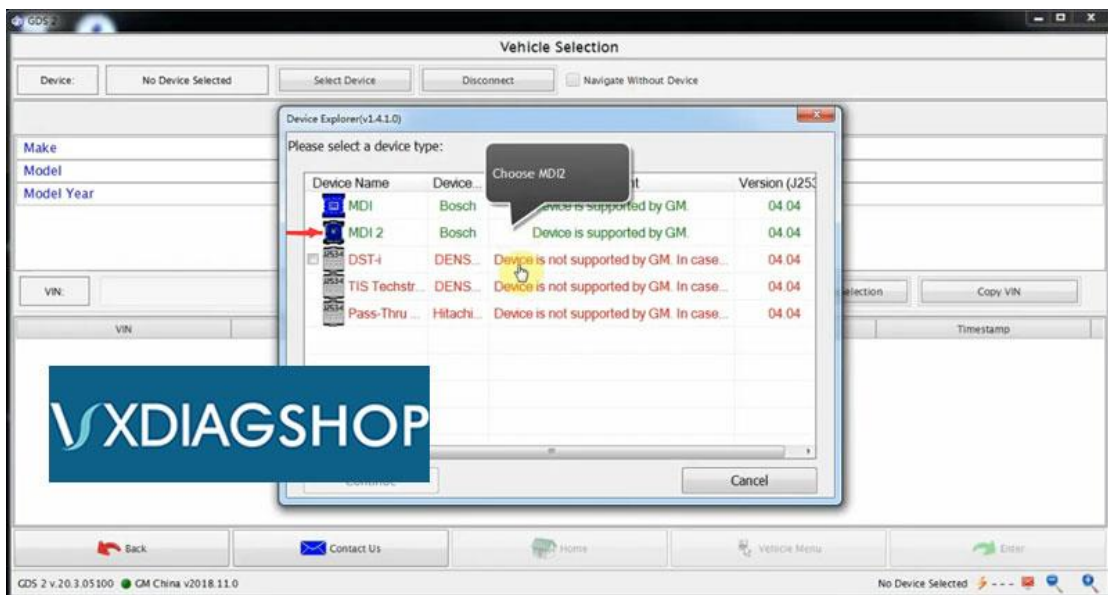 GDS 2
Vehicle Selection
Device: No Device Selected Select Device Disconnect Navigate Without Device
Device Explorer(v1.4.1.0)
Please select a device type:
Make
Model
Model Year
Choose MDI2
Device Name Device... Version (J253
MDI Bosch Device is supported by GM. 04.04
MDI 2 Bosch Device is supported by GM. 04.04
DST-i DENS... Device is not supported by GM. In case... 04.04
TIS Techstr... DENS... Device is not supported by GM. In case... 04.04
Pass-Thru ... Hitachi... Device is not supported by GM. In case... 04.04
VIN: Copy VIN
VIN Timestamp
VXDIAGSHOP
Continue Cancel
Back Contact Us Home Vehicle Menu Enter
GDS 2 v.20.3.05100 GM China v2018.11.0 No Device Selected - - -